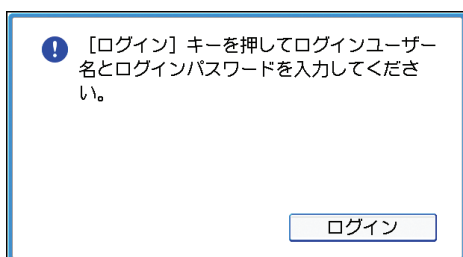 [ログイン] キーを押してログインユーザー
名とログインパスワードを入力してくださ
い。
ログイン